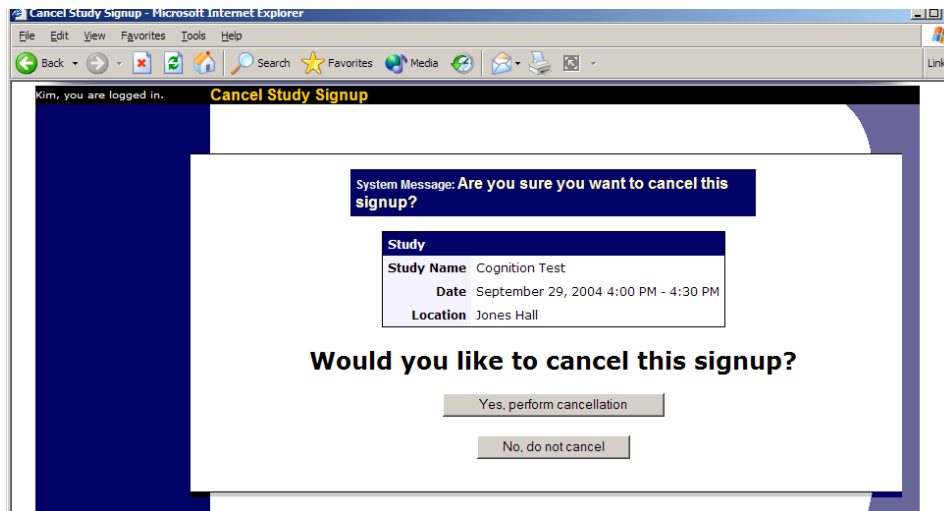 Cancel Study Signup - Microsoft Internet Explorer
File Edit View Favorites Tools Help
Back Search Favorites Media
Link
Kim, you are logged in. Cancel Study Signup
System Message: Are you sure you want to cancel this
signup?
Study
Study Name Cognition Test
Date September 29, 2004 4:00 PM - 4:30 PM
Location Jones Hall
Would you like to cancel this signup?
Yes, perform cancellation
No, do not cancel